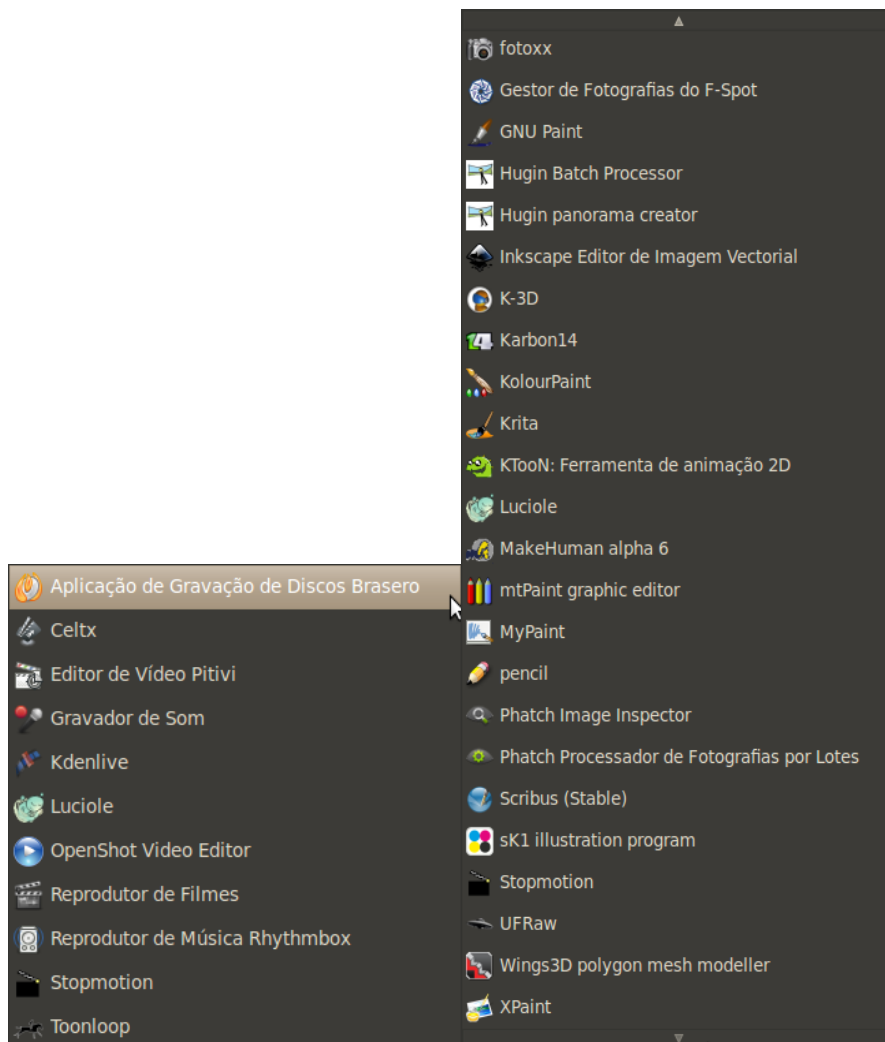 fotoxx
Gestor de Fotografias do F-Spot
GNU Paint
Hugin Batch Processor
Hugin panorama creator
Inkscape Editor de Imagem Vectorial
K-3D
Karbon14
KolourPaint
Krita
KTooN: Ferramenta de animação 2D
Luciole
MakeHuman alpha 6
mtPaint graphic editor
MyPaint
pencil
Phatch Image Inspector
Phatch Processador de Fotografias por Lotes
Scribus (Stable)
sK1 illustration program
Stopmotion
UFRaw
Wings3D polygon mesh modeller
XPaint
Aplicação de Gravação de Discos Brasero
Celtx
Editor de Vídeo Pitivi
Gravador de Som
Kdenlive
Luciole
OpenShot Video Editor
Reprodutor de Filmes
Reprodutor de Música Rhythmbox
Stopmotion
Toonloop